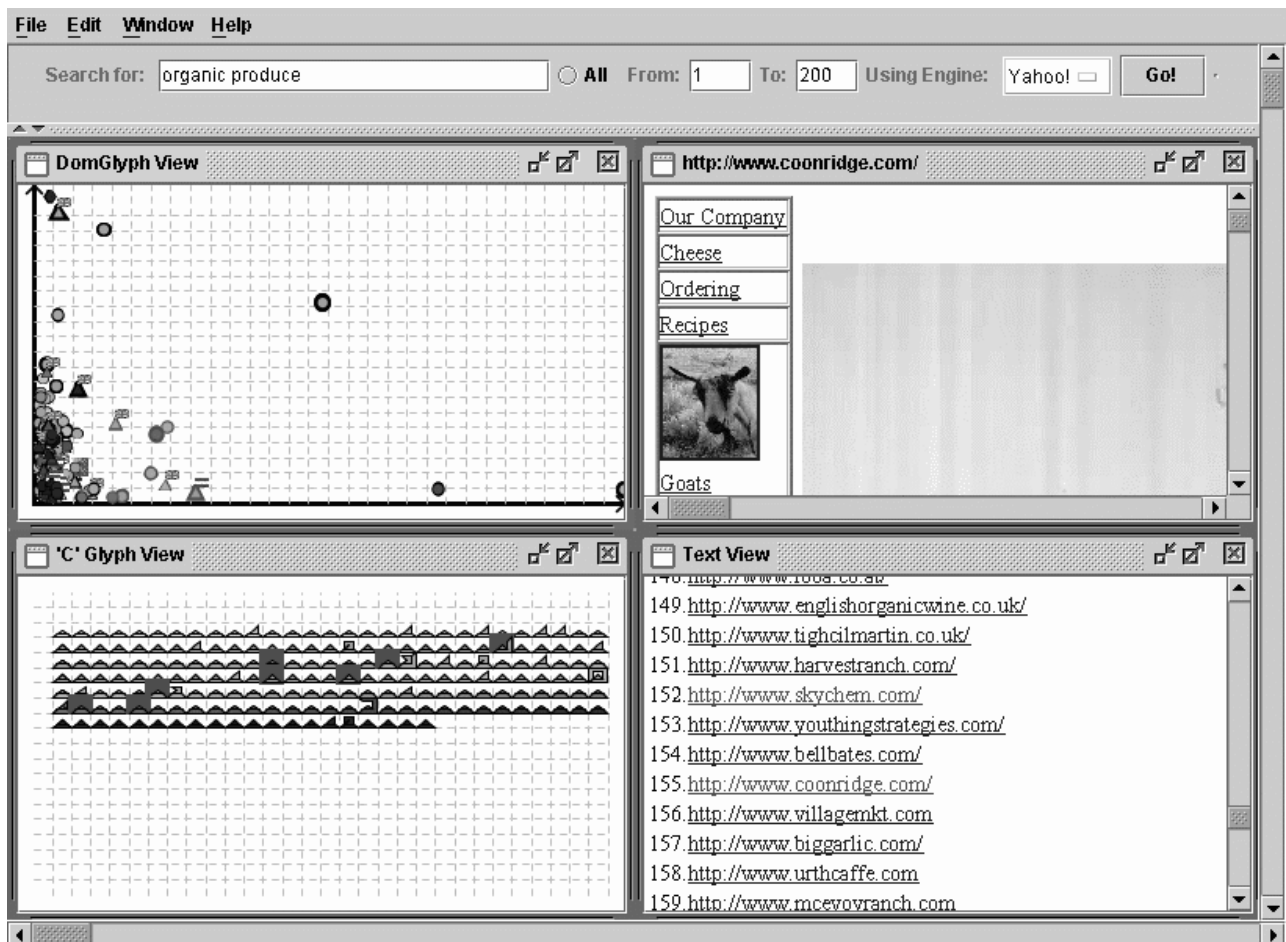 File Edit Window Help
Search for: organic produce All From: 1 To: 200 Using Engine: Yahoo! Go!
DomGlyph View
http://www.coonridge.com/
Our Company
Cheese
Ordering
Recipes
Goats
'C' Glyph View
Text View
149.http://www.englishorganicwine.co.uk/
150.http://www.tighcilmartin.co.uk/
151.http://www.harvestranch.com/
152.http://www.skychem.com/
153.http://www.youthingstrategies.com/
154.http://www.bellbates.com/
155.http://www.coonridge.com/
156.http://www.villagemkt.com
157.http://www.biggarlic.com/
158.http://www.urthcaffe.com
159.http://www.mcevoyranch.com